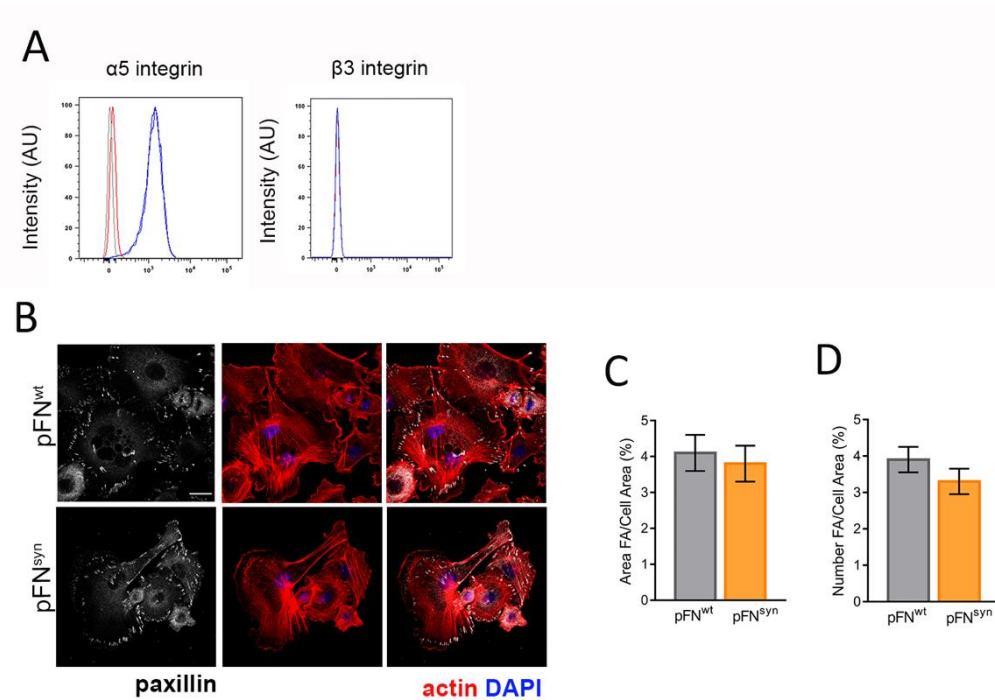 A
α5 integrin
β3 integrin
Intensity (AU)
100
80
60
40
20
0
0
10³
10⁴
10⁵
Intensity (AU)
100
80
60
40
20
0
0
10³
10⁴
10⁵
B
pFNwt
pFNsyn
paxillin
actin DAPI
C
Area FA/Cell Area (%)
5
4
3
2
1
0
pFNwt pFNsyn
D
Number FA/Cell Area (%)
5
4
3
2
1
0
pFNwt pFNsyn